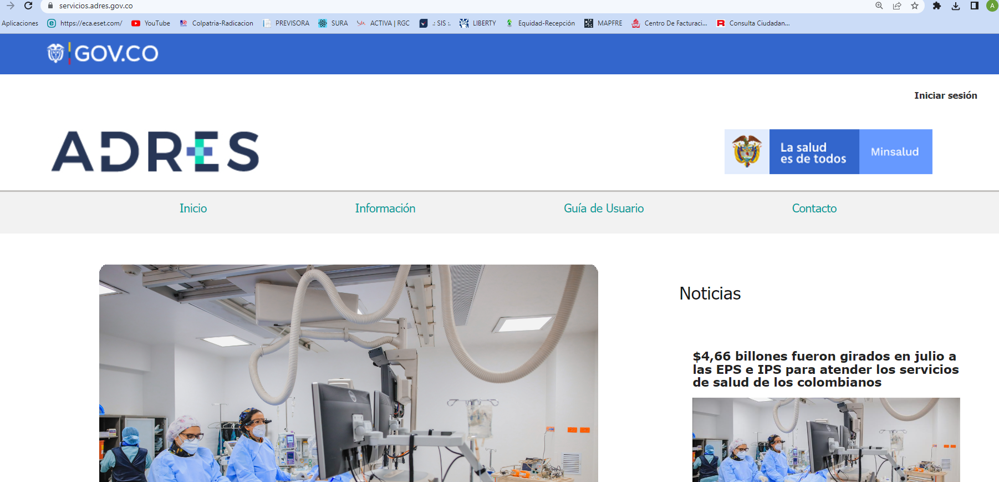 servicios.adres.gov.co
A
Aplicaciones https://eca.eset.com/ YouTube Colpatria-Radicacion PREVISORA SURA ACTIVA | RGC .: SIS :. LIBERTY Equidad-Recepción MAPFRE Centro De Facturaci... Consulta Ciudadan...
GOV.CO
Iniciar sesión
ADRES
La salud
es de todos
Minsalud
Inicio Información Guía de Usuario Contacto
Noticias
$4,66 billones fueron girados en julio a
las EPS e IPS para atender los servicios
de salud de los colombianos